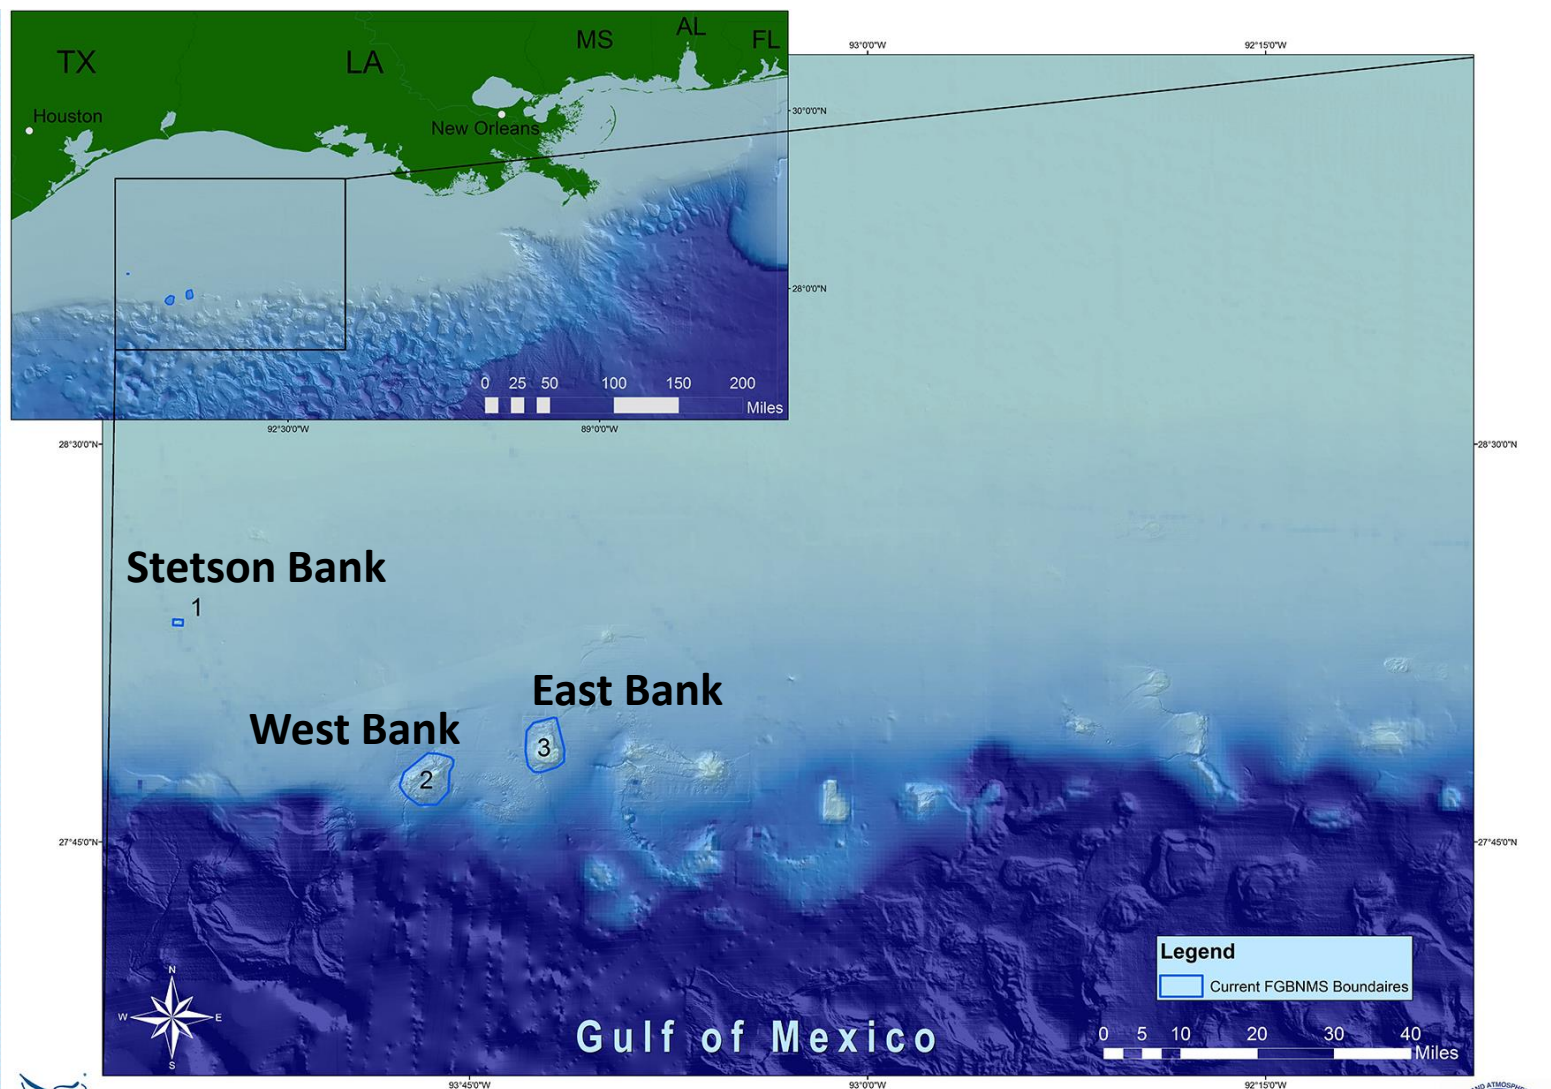 TX
LA
MS
AL
FL
Houston
New Orleans
0 25 50 100 150 200
Miles
92°30'0"W
89°0'0"W
30°0'0"N
28°0'0"N
93°0'0"W
92°15'0"W
28°30'0"N
28°30'0"N
Stetson Bank
1
East Bank
3
West Bank
2
27°45'0"N
27°45'0"N
Legend
Current FGBNMS Boundaires
N
W E
S
Gulf of Mexico
0 5 10 20 30 40
Miles
93°45'0"W
93°0'0"W
92°15'0"W